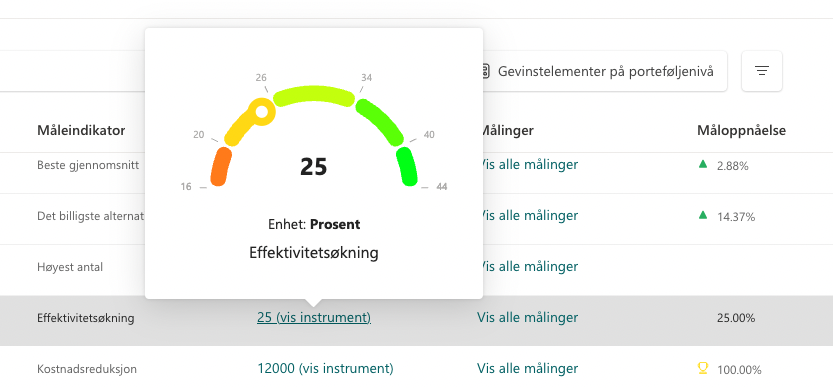 Gevinstelementer på porteføljenivå
26
34
20
40
16
44
25
Enhet: Prosent
Effektivitetsøkning
Måleindikator
Målinger
Måloppnåelse
Beste gjennomsnitt
Vis alle målinger
2.88%
Det billigste alternat
Vis alle målinger
14.37%
Høyest antal
Vis alle målinger
Effektivitetsøkning
25 (vis instrument)
Vis alle målinger
25.00%
Kostnadsreduksjon
12000 (vis instrument)
Vis alle målinger
100.00%